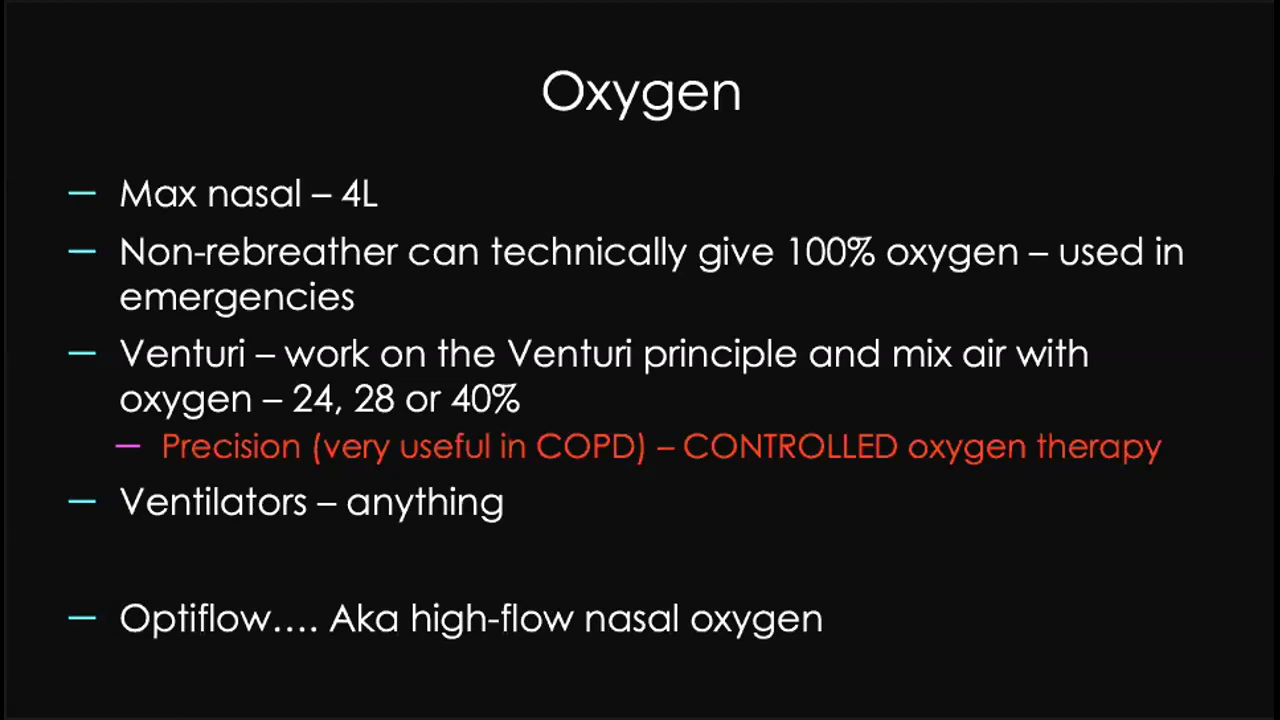 Oxygen
— Max nasal – 4L
— Non-rebreather can technically give 100% oxygen – used in
emergencies
— Venturi – work on the Venturi principle and mix air with
oxygen – 24, 28 or 40%
— Precision (very useful in COPD) – CONTROLLED oxygen therapy
— Ventilators – anything
— Optiflow…. Aka high-flow nasal oxygen